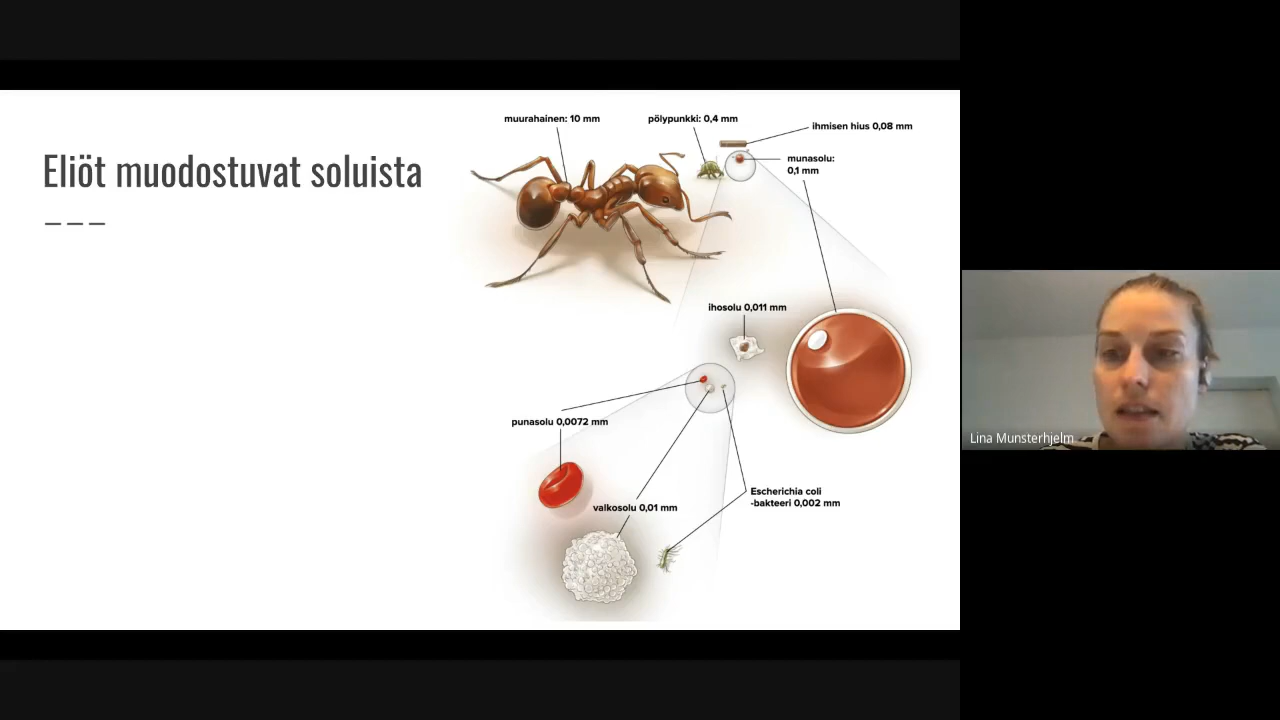 Eliöt muodostuvat soluista
muurahainen: 10 mm
pölypunkki: 0,4 mm
ihmisen hius 0,08 mm
munasolu:
0,1 mm
ihosolu 0,011 mm
punasolu 0,0072 mm
valkosolu 0,01 mm
Escherichia coli
-bakteeri 0,002 mm
Lina Munsterhjelm